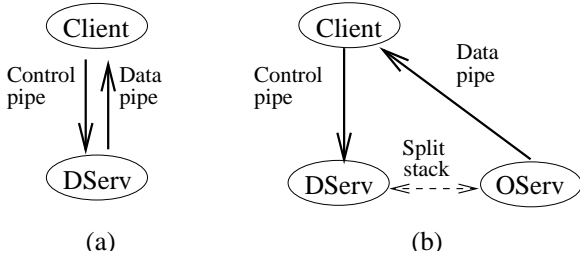 Client
Control
pipe
Data
pipe
DServ
(a)
Client
Control
pipe
Data
pipe
Split
stack
DServ
OServ
(b)